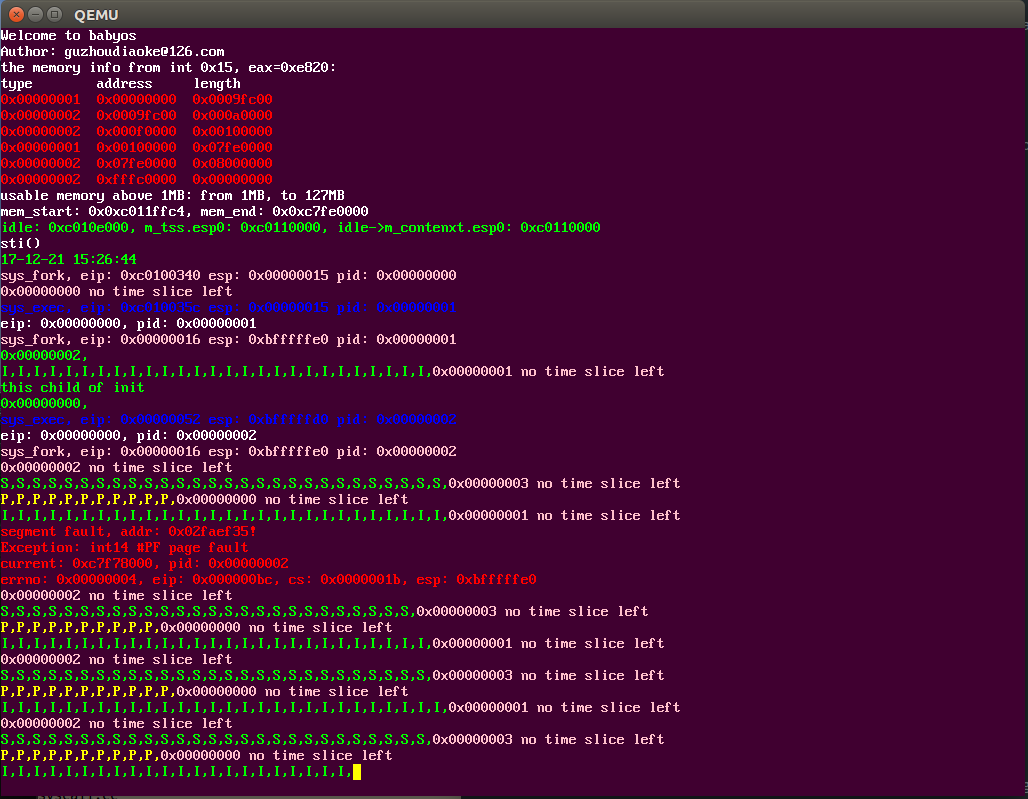 QEMU
Welcome to babyos
Author: guzhoudiaoke@126.com
the memory info from int 0x15, eax=0xe820:
type address length
0x00000001 0x00000000 0x0009fc00
0x00000002 0x0009fc00 0x000a0000
0x00000002 0x000f0000 0x00100000
0x00000001 0x00100000 0x07fe0000
0x00000002 0x07fe0000 0x08000000
0x00000002 0xfffc0000 0x00000000
usable memory above 1MB: from 1MB, to 127MB
mem_start: 0x0xc011ffc4, mem_end: 0x0xc7fe0000
idle: 0xc010e000, m_tss.esp0: 0xc0110000, idle->m_contenxt.esp0: 0xc0110000
sti()
17-12-21 15:26:44
sys_fork, eip: 0xc0100340 esp: 0x00000015 pid: 0x00000000
0x00000000 no time slice left
sys_exec, eip: 0xc010035c esp: 0x00000015 pid: 0x00000001
eip: 0x00000000, pid: 0x00000001
sys_fork, eip: 0x00000016 esp: 0xbfffffe0 pid: 0x00000001
0x00000002,
I,I,I,I,I,I,I,I,I,I,I,I,I,I,I,I,I,I,I,I,I,I,I,I,I,I,I,0x00000001 no time slice left
this child of init
0x00000000,
sys_exec, eip: 0x00000052 esp: 0xbfffffd0 pid: 0x00000002
eip: 0x00000000, pid: 0x00000002
sys_fork, eip: 0x00000016 esp: 0xbfffffe0 pid: 0x00000002
0x00000002 no time slice left
S,S,S,S,S,S,S,S,S,S,S,S,S,S,S,S,S,S,S,S,S,S,S,S,S,S,S,S,0x00000003 no time slice left
P,P,P,P,P,P,P,P,P,P,P,0x00000000 no time slice left
I,I,I,I,I,I,I,I,I,I,I,I,I,I,I,I,I,I,I,I,I,I,I,I,I,I,I,I,0x00000001 no time slice left
segment fault, addr: 0x02faef35!
Exception: int14 #PF page fault
current: 0xc7f78000, pid: 0x00000002
errno: 0x00000004, eip: 0x000000bc, cs: 0x0000001b, esp: 0xbfffffe0
0x00000002 no time slice left
S,S,S,S,S,S,S,S,S,S,S,S,S,S,S,S,S,S,S,S,S,S,S,S,S,S,0x00000003 no time slice left
P,P,P,P,P,P,P,P,P,P,0x00000000 no time slice left
I,I,I,I,I,I,I,I,I,I,I,I,I,I,I,I,I,I,I,I,I,I,I,I,I,I,I,0x00000001 no time slice left
0x00000002 no time slice left
S,S,S,S,S,S,S,S,S,S,S,S,S,S,S,S,S,S,S,S,S,S,S,S,S,S,S,0x00000003 no time slice left
P,P,P,P,P,P,P,P,P,P,P,0x00000000 no time slice left
I,I,I,I,I,I,I,I,I,I,I,I,I,I,I,I,I,I,I,I,I,I,I,I,I,I,I,I,0x00000001 no time slice left
0x00000002 no time slice left
S,S,S,S,S,S,S,S,S,S,S,S,S,S,S,S,S,S,S,S,S,S,S,S,S,S,S,0x00000003 no time slice left
P,P,P,P,P,P,P,P,P,P,0x00000000 no time slice left
I,I,I,I,I,I,I,I,I,I,I,I,I,I,I,I,I,I,I,I,I,I,